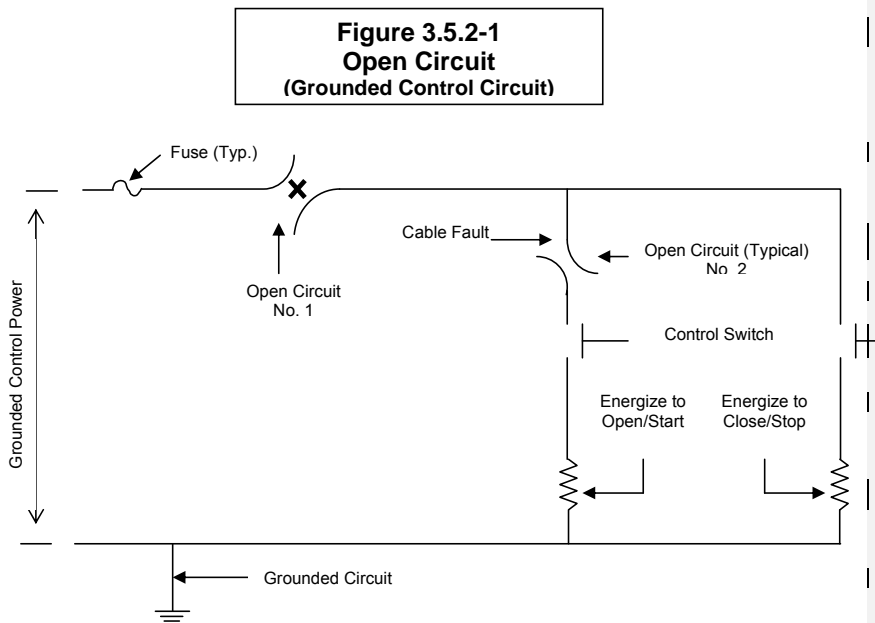 Figure 3.5.2-1
Open Circuit
(Grounded Control Circuit)
Fuse (Typ.)
Cable Fault
Open Circuit (Typical)
No. 2
Open Circuit
No. 1
Grounded Control Power
Control Switch
Energize to
Open/Start
Energize to
Close/Stop
Grounded Circuit